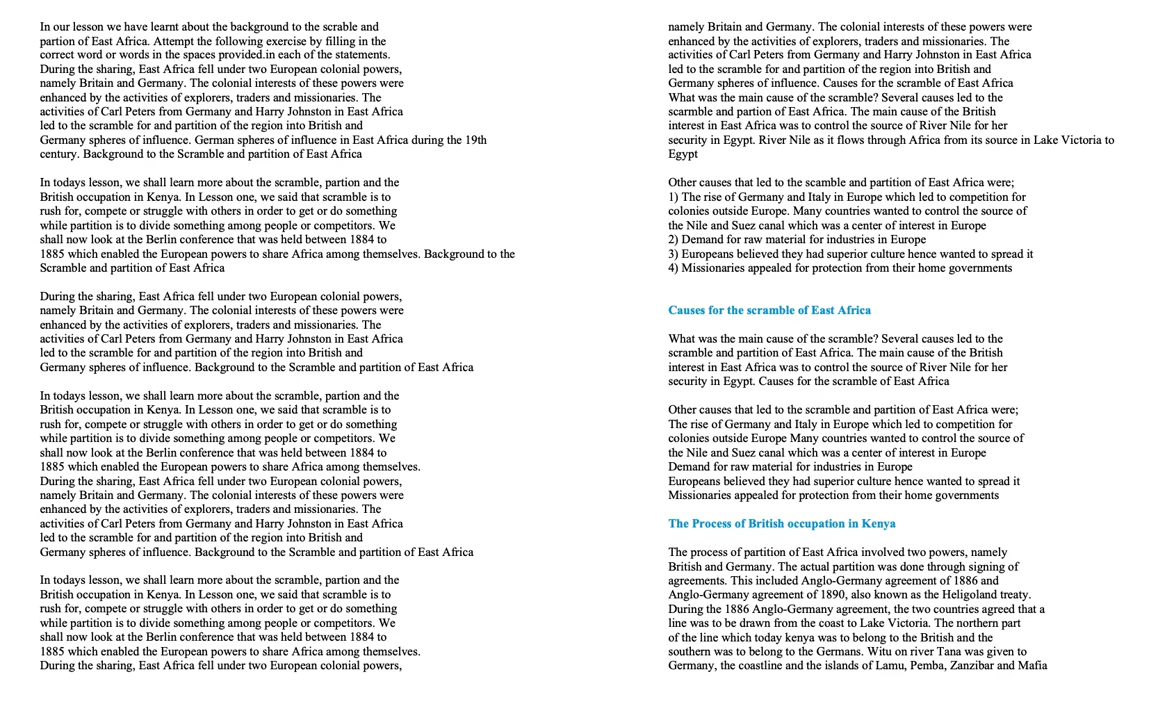 In our lesson we have learnt about the background to the scrable and
partion of East Africa. Attempt the following exercise by filling in the
correct word or words in the spaces provided.in each of the statements.
During the sharing, East Africa fell under two European colonial powers,
namely Britain and Germany. The colonial interests of these powers were
enhanced by the activities of explorers, traders and missionaries. The
activities of Carl Peters from Germany and Harry Johnston in East Africa
led to the scramble for and partition of the region into British and
Germany spheres of influence. German spheres of influence in East Africa during the 19th
century. Background to the Scramble and partition of East Africa
In todays lesson, we shall learn more about the scramble, partion and the
British occupation in Kenya. In Lesson one, we said that scramble is to
rush for, compete or struggle with others in order to get or do something
while partition is to divide something among people or competitors. We
shall now look at the Berlin conference that was held between 1884 to
1885 which enabled the European powers to share Africa among themselves. Background to the
Scramble and partition of East Africa
During the sharing, East Africa fell under two European colonial powers,
namely Britain and Germany. The colonial interests of these powers were
enhanced by the activities of explorers, traders and missionaries. The
activities of Carl Peters from Germany and Harry Johnston in East Africa
led to the scramble for and partition of the region into British and
Germany spheres of influence. Background to the Scramble and partition of East Africa
In todays lesson, we shall learn more about the scramble, partion and the
British occupation in Kenya. In Lesson one, we said that scramble is to
rush for, compete or struggle with others in order to get or do something
while partition is to divide something among people or competitors. We
shall now look at the Berlin conference that was held between 1884 to
1885 which enabled the European powers to share Africa among themselves.
During the sharing, East Africa fell under two European colonial powers,
namely Britain and Germany. The colonial interests of these powers were
enhanced by the activities of explorers, traders and missionaries. The
activities of Carl Peters from Germany and Harry Johnston in East Africa
led to the scramble for and partition of the region into British and
Germany spheres of influence. Background to the Scramble and partition of East Africa
In todays lesson, we shall learn more about the scramble, partion and the
British occupation in Kenya. In Lesson one, we said that scramble is to
rush for, compete or struggle with others in order to get or do something
while partition is to divide something among people or competitors. We
shall now look at the Berlin conference that was held between 1884 to
1885 which enabled the European powers to share Africa among themselves.
During the sharing, East Africa fell under two European colonial powers,
namely Britain and Germany. The colonial interests of these powers were
enhanced by the activities of explorers, traders and missionaries. The
activities of Carl Peters from Germany and Harry Johnston in East Africa
led to the scramble for and partition of the region into British and
Germany spheres of influence. Causes for the scramble of East Africa
What was the main cause of the scramble? Several causes led to the
scarmble and partion of East Africa. The main cause of the British
interest in East Africa was to control the source of River Nile for her
security in Egypt. River Nile as it flows through Africa from its source in Lake Victoria to
Egypt
Other causes that led to the scamble and partition of East Africa were;
1) The rise of Germany and Italy in Europe which led to competition for
colonies outside Europe. Many countries wanted to control the source of
the Nile and Suez canal which was a center of interest in Europe
2) Demand for raw material for industries in Europe
3) Europeans believed they had superior culture hence wanted to spread it
4) Missionaries appealed for protection from their home governments
Causes for the scramble of East Africa
What was the main cause of the scramble? Several causes led to the
scramble and partition of East Africa. The main cause of the British
interest in East Africa was to control the source of River Nile for her
security in Egypt. Causes for the scramble of East Africa
Other causes that led to the scramble and partition of East Africa were;
The rise of Germany and Italy in Europe which led to competition for
colonies outside Europe Many countries wanted to control the source of
the Nile and Suez canal which was a center of interest in Europe
Demand for raw material for industries in Europe
Europeans believed they had superior culture hence wanted to spread it
Missionaries appealed for protection from their home governments
The Process of British occupation in Kenya
The process of partition of East Africa involved two powers, namely
British and Germany. The actual partition was done through signing of
agreements. This included Anglo-Germany agreement of 1886 and
Anglo-Germany agreement of 1890, also known as the Heligoland treaty.
During the 1886 Anglo-Germany agreement, the two countries agreed that a
line was to be drawn from the coast to Lake Victoria. The northern part
of the line which today kenya was to belong to the British and the
southern was to belong to the Germans. Witu on river Tana was given to
Germany, the coastline and the islands of Lamu, Pemba, Zanzibar and Mafia